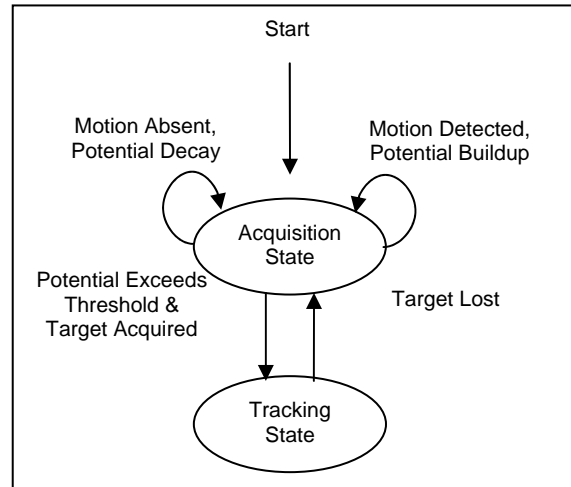 Start
Motion Absent,
Potential Decay
Motion Detected,
Potential Buildup
Acquisition
State
Potential Exceeds
Threshold &
Target Acquired
Target Lost
Tracking
State